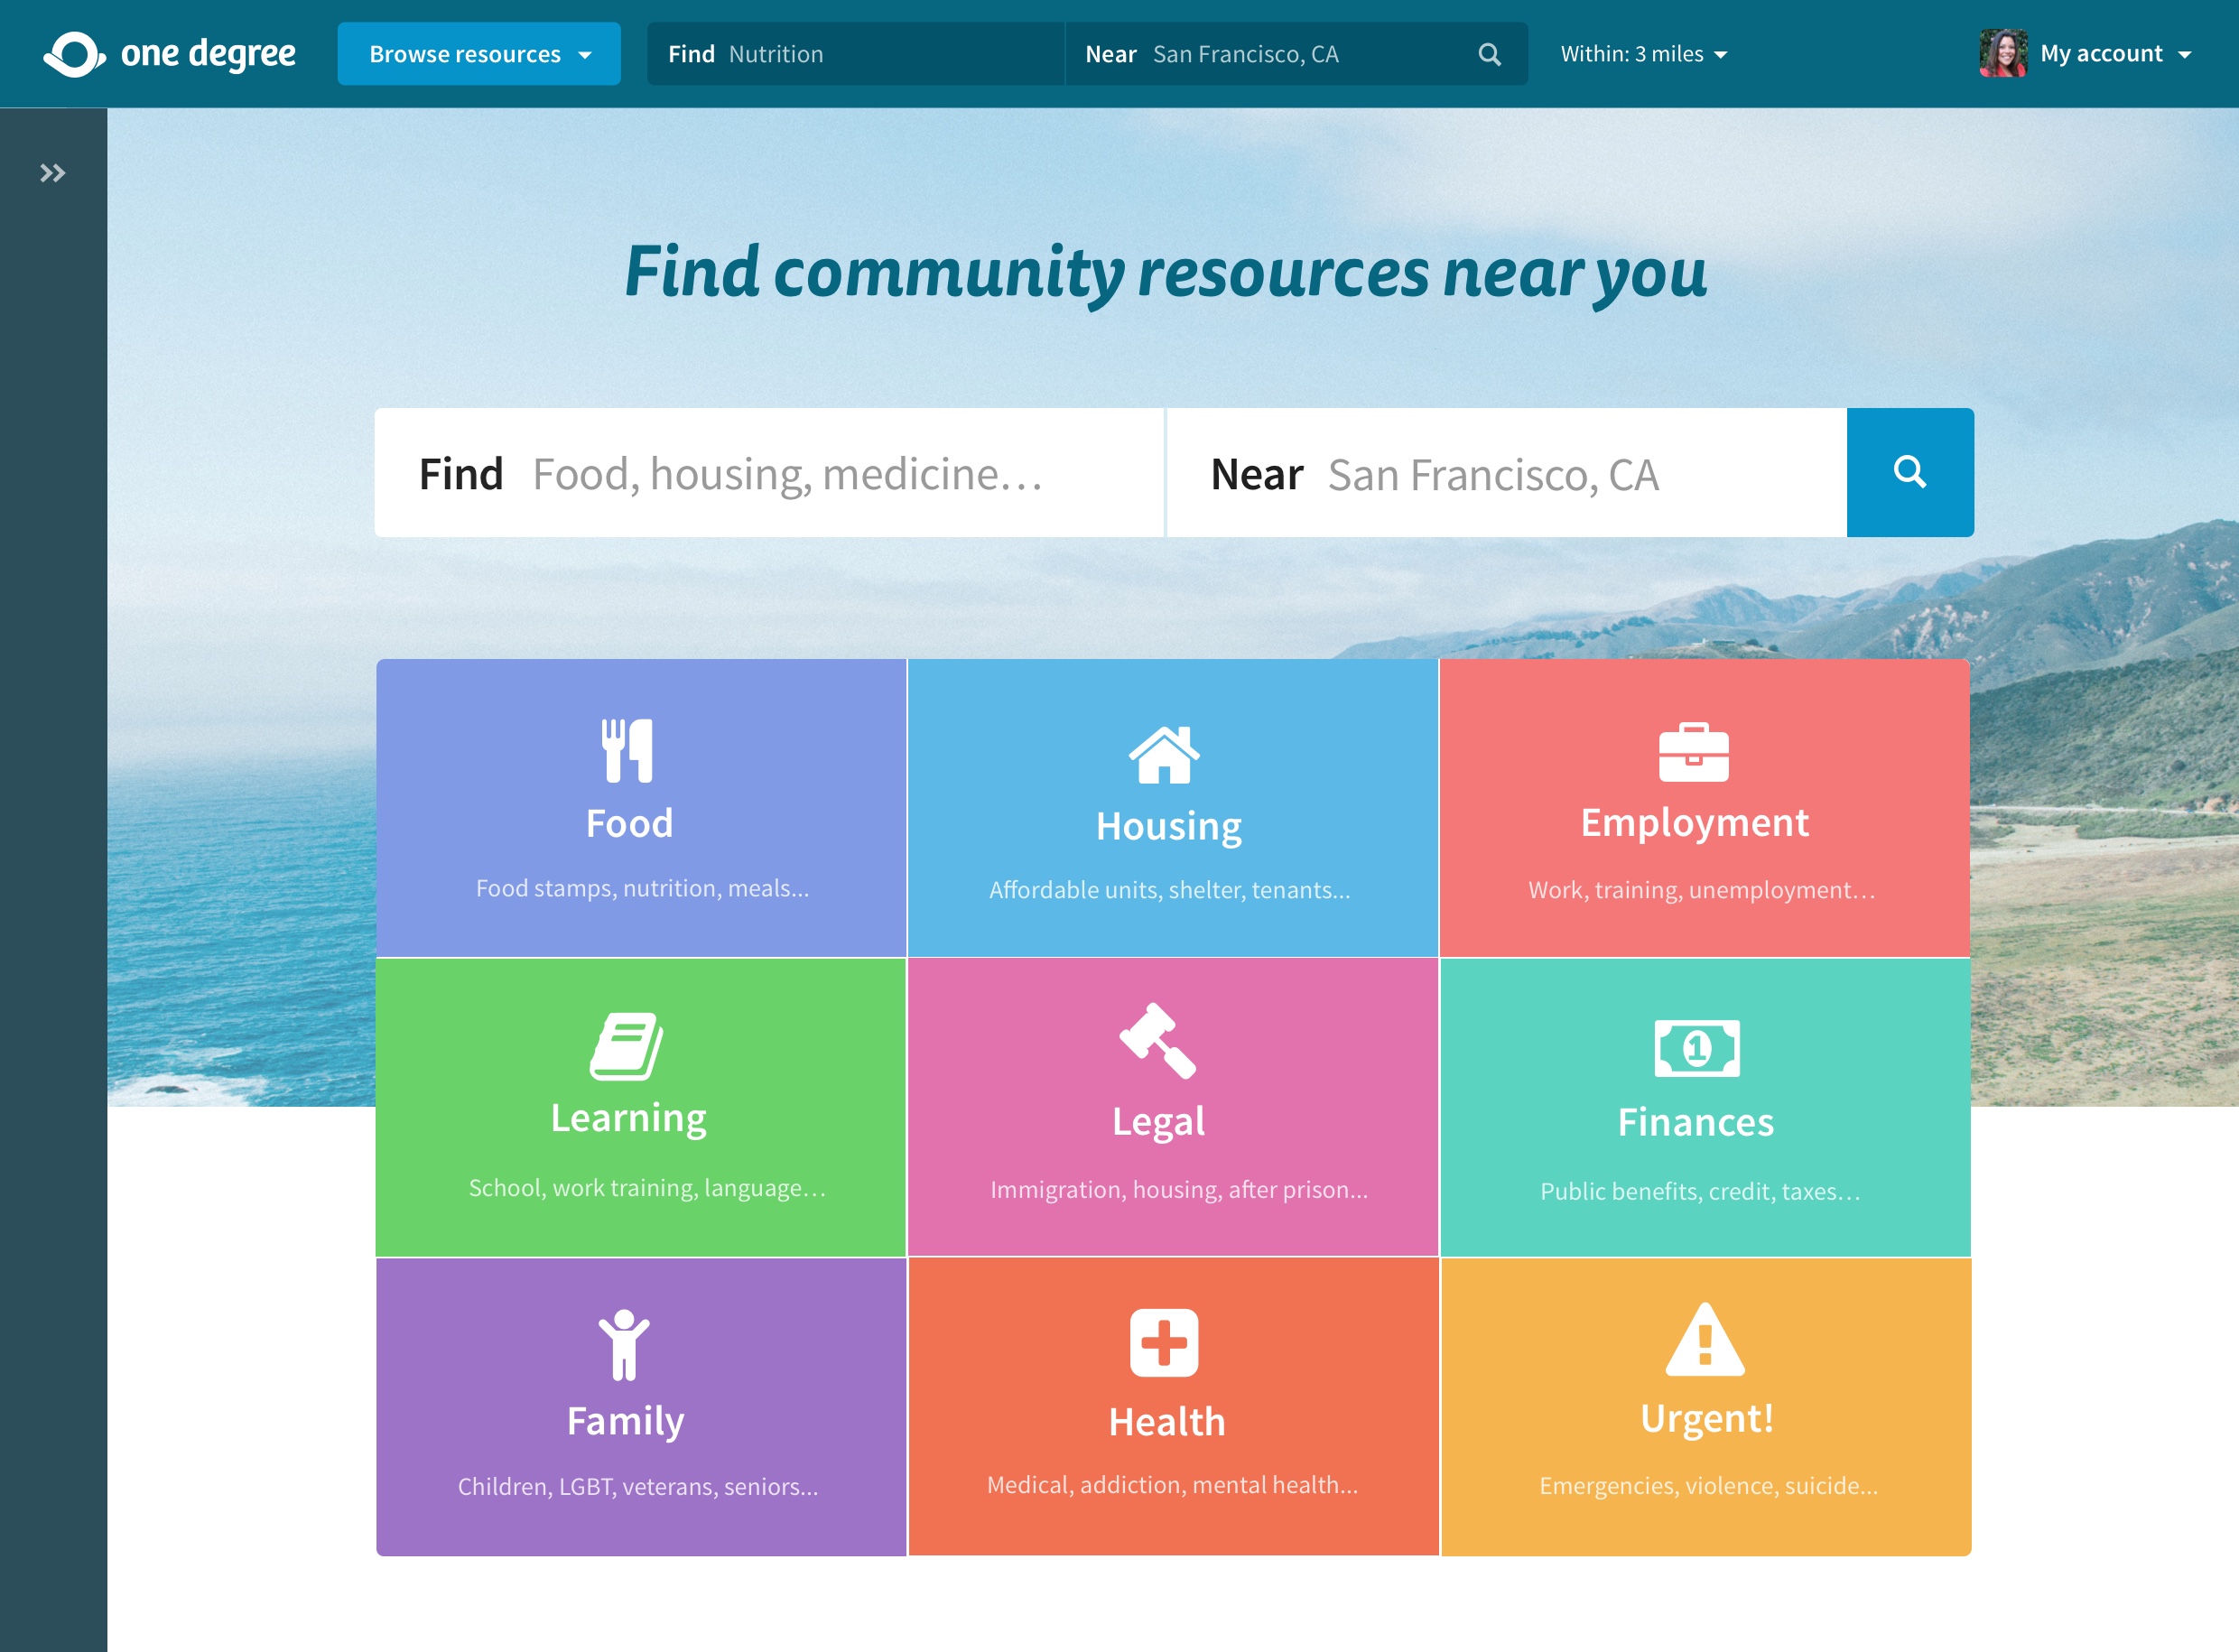 one degree
Browse resources
Find Nutrition
Near San Francisco, CA
Within: 3 miles
My account
Find community resources near you
Find Food, housing, medicine…
Near San Francisco, CA
Food
Food stamps, nutrition, meals...
Housing
Affordable units, shelter, tenants...
Employment
Work, training, unemployment…
Learning
School, work training, language…
Legal
Immigration, housing, after prison...
1
Finances
Public benefits, credit, taxes…
Family
Children, LGBT, veterans, seniors...
Health
Medical, addiction, mental health...
Urgent!
Emergencies, violence, suicide...